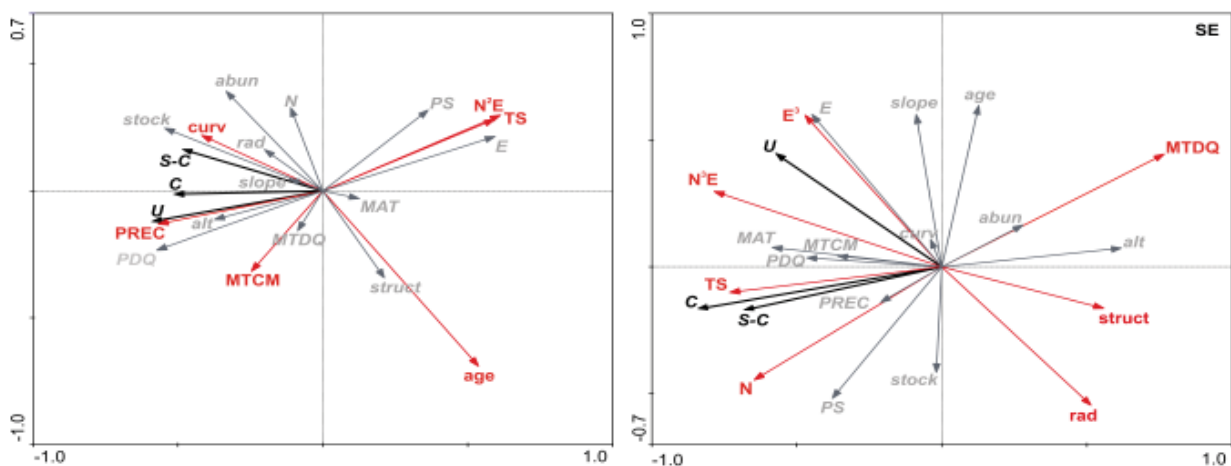 0.7
abun
N
PS
N²E
TS
stock
curv
rad
E
S-C
slope
C
MAT
U
PREC
alt
MTDQ
PDQ
MTCM
struct
age
-1.0
-1.0
1.0
1.0
SE
E³
E
slope
age
U
MTDQ
N³E
abun
MAT
MTCM
curv
alt
PDQ
TS
C
S-C
PREC
struct
N
stock
PS
rad
-0.7
-1.0
1.0